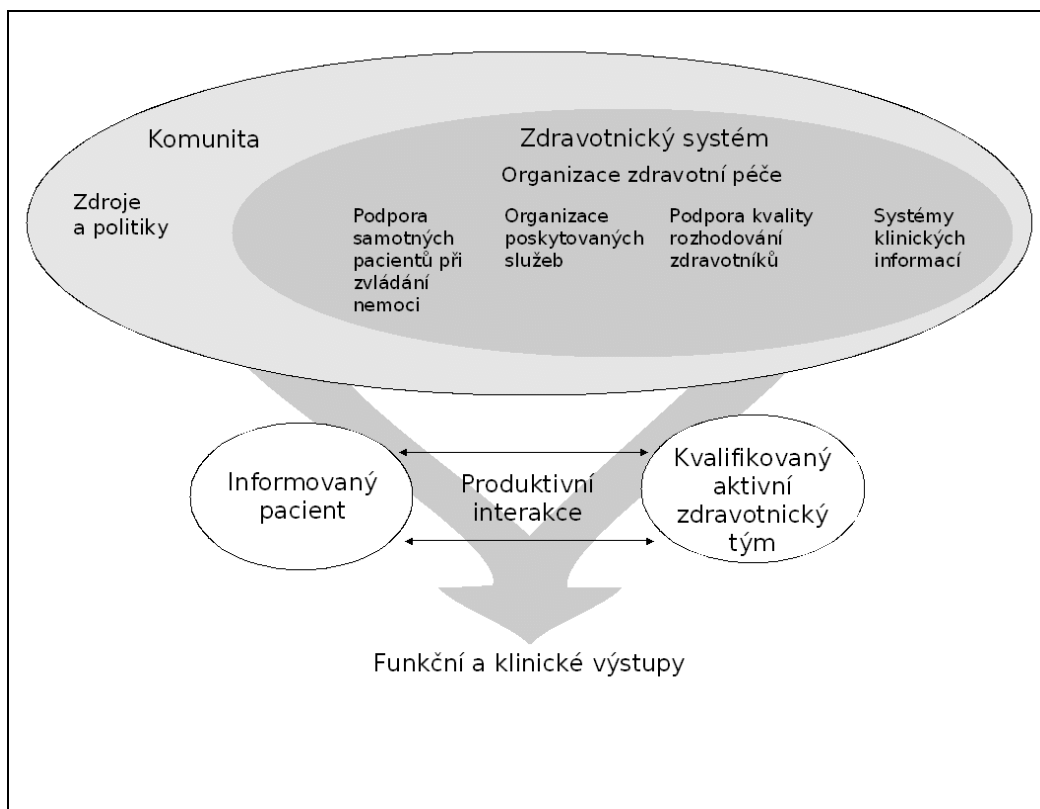 Komunita
Zdroje
a politiky
Zdravotnický systém
Organizace zdravotní péče
Podpora
samotných
pacientů při
zvládání
nemoci
Organizace
poskytovaných
služeb
Podpora kvality
rozhodování
zdravotníků
Systémy
klinických
informací
Informovaný
pacient
Produktivní
interakce
Kvalifikovaný
aktivní
zdravotnický
tým
Funkční a klinické výstupy